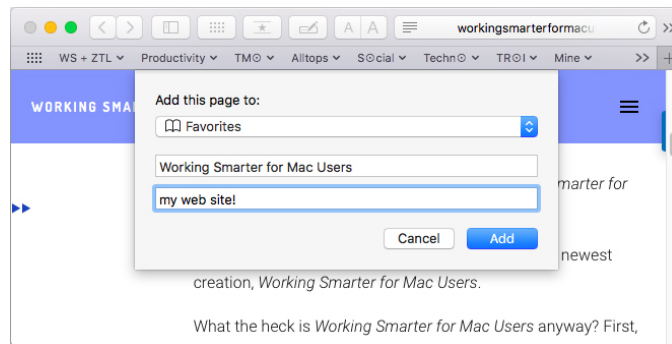 workingsmarterformacu
WS + ZTL Productivity TM⊙ Alltops S⊙cial Techn⊙ TR⊙I Mine >>
WORKING SMA
Add this page to:
Favorites
Working Smarter for Mac Users
my web site!
Cancel Add
marter for
newest
creation, Working Smarter for Mac Users.
What the heck is Working Smarter for Mac Users anyway? First,